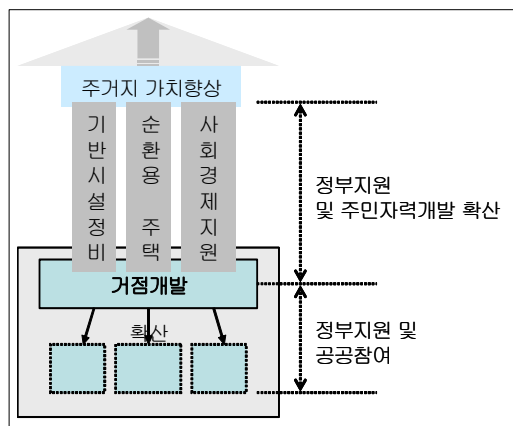 주거지 가치향상
기반시설정비
순환용 주택
사회경제지원
정부지원
및 주민자력개발 확산
거점개발
확산
정부지원 및
공공참여